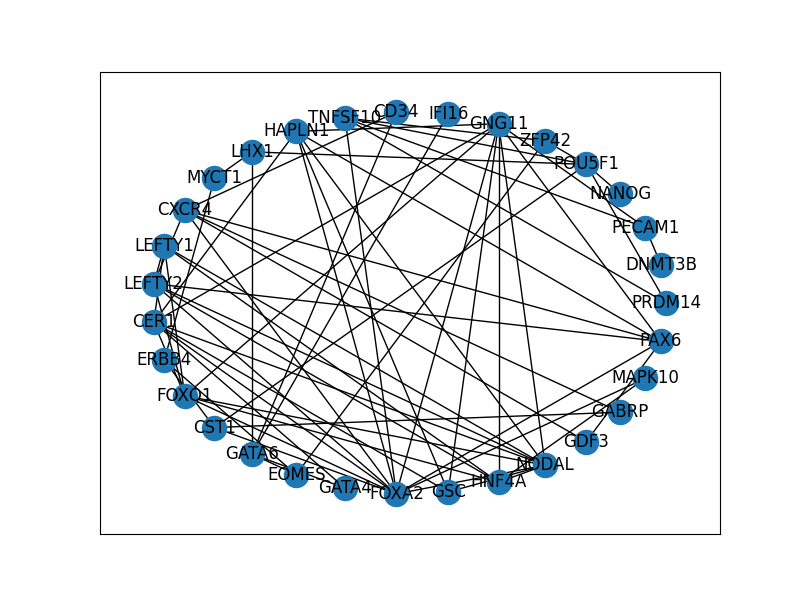 CD34
IFI16
TNFSF10
GNG11
HAPLN1
ZFP42
LHX1
POU5F1
MYCT1
NANOG
CXCR4
PECAM1
LEFTY1
DNMT3B
LEFTY2
PRDM14
CER1
PAX6
ERBB4
MAPK10
FOXO1
GABRP
CST1
GDF3
GATA6
NODAL
EOMES
HNF4A
GATA4
FOXA2
GSC